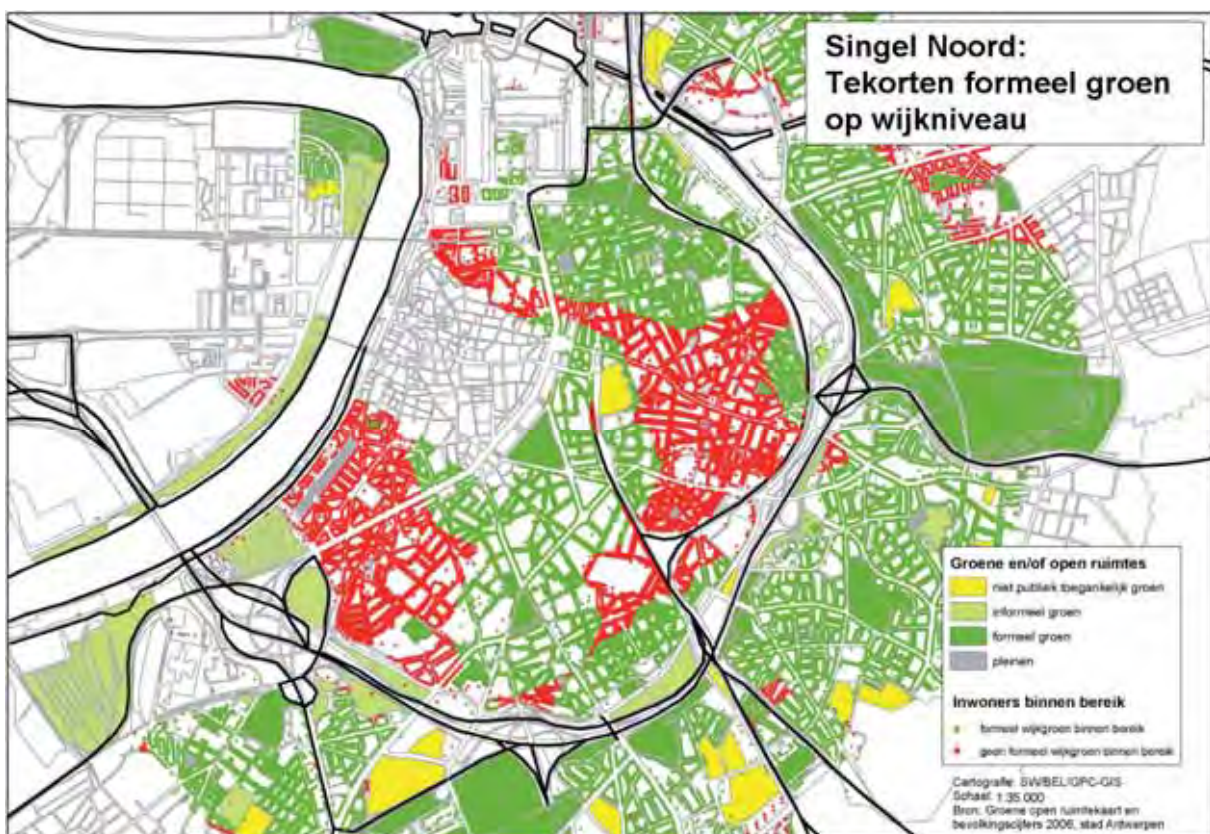 Singel Noord:
Tekorten formeel groen
op wijkniveau
Groene en/of open ruimtes
niet publiek toegankelijk groen
informeel groen
formeel groen
pleinen
Inwoners binnen bereik
formeel wijkgroen binnen bereik
geen formeel wijkgroen binnen bereik
Cartografie: SW/BEL/GPC-GIS
Schaal: 1:35.000
Bron: Groene open ruimtekaart en
bevolkingscijfers 2006, stad Antwerpen